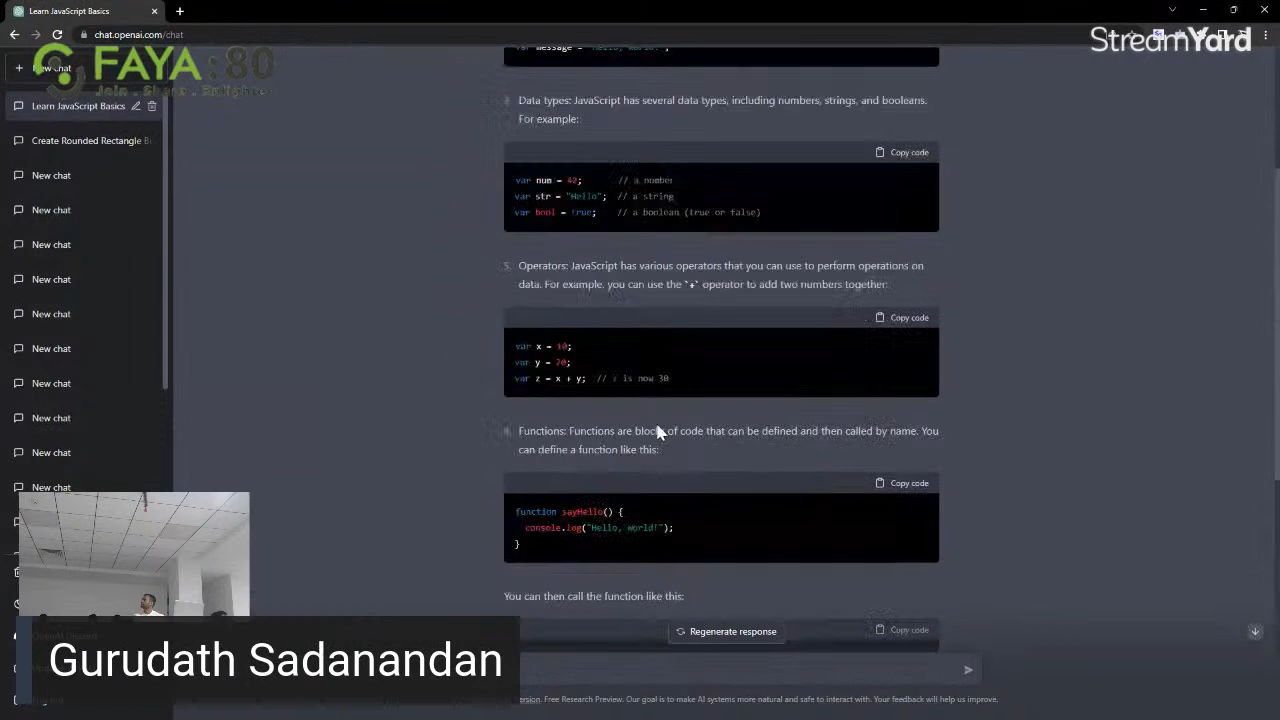 Learn JavaScript Basics
chat.openai.com/chat
StreamYard
FAYA:80
Join . Share . Enlighten
New chat
Learn JavaScript Basics
Create Rounded Rectangle
New chat
New chat
New chat
New chat
New chat
New chat
New chat
New chat
New chat
New chat
Data types: JavaScript has several data types, including numbers, strings, and booleans.
For example:
Copy code
var num = 42; // a number
var str = "Hello"; // a string
var bool = true; // a boolean (true or false)
5. Operators: JavaScript has various operators that you can use to perform operations on
data. For example, you can use the `+` operator to add two numbers together:
Copy code
var x = 10;
var y = 20;
var z = x + y; // z is now 30
Functions: Functions are blocks of code that can be defined and then called by name. You
can define a function like this:
Copy code
function sayHello() {
console.log("Hello, World!");
}
You can then call the function like this:
Copy code
Regenerate response
Gurudath Sadanandan
Version. Free Research Preview. Our goal is to make AI systems more natural and safe to interact with. Your feedback will help us improve.